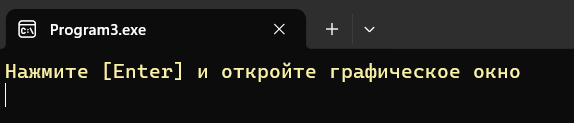 Program3.exe
Нажмите [Enter] и откройте графическое окно